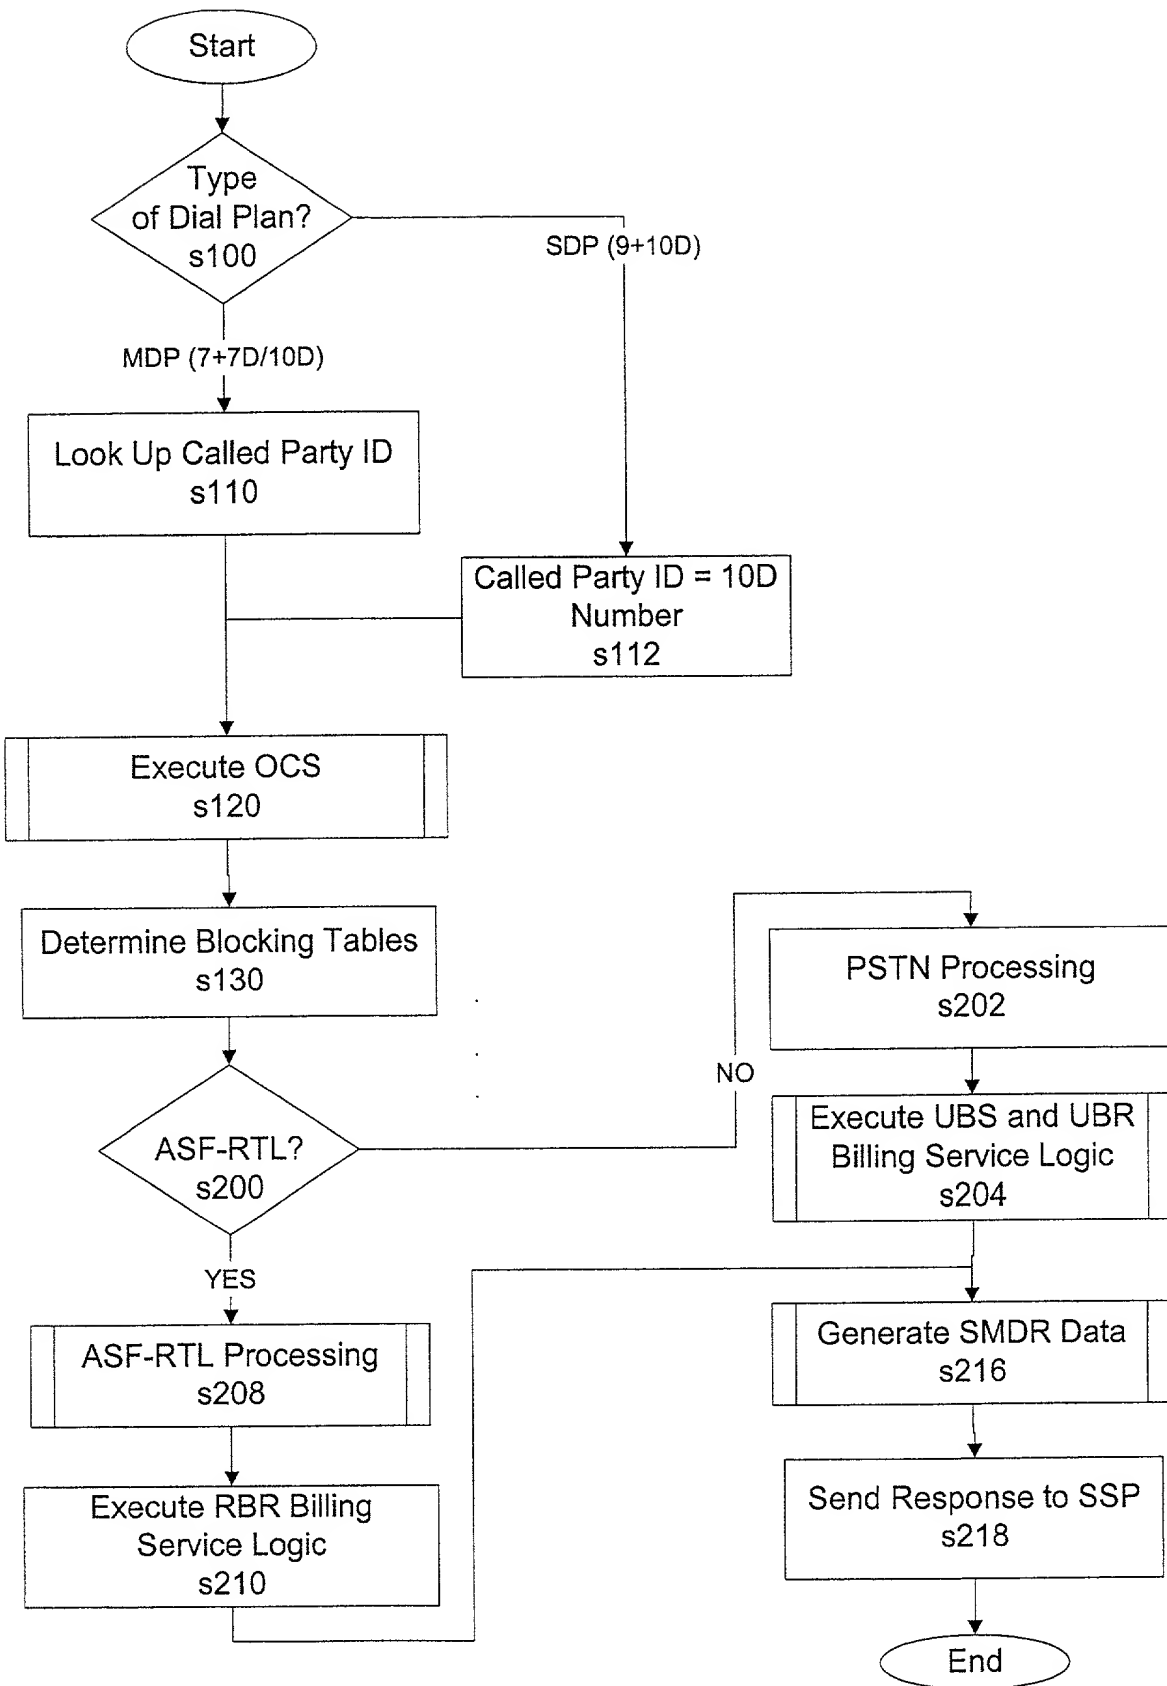 Start
Type
of Dial Plan?
s100
SDP (9+10D)
MDP (7+7D/10D)
Look Up Called Party ID
s110
Called Party ID = 10D
Number
s112
Execute OCS
s120
Determine Blocking Tables
s130
ASF-RTL?
s200
NO
YES
PSTN Processing
s202
Execute UBS and UBR
Billing Service Logic
s204
ASF-RTL Processing
s208
Execute RBR Billing
Service Logic
s210
Generate SMDR Data
s216
Send Response to SSP
s218
End